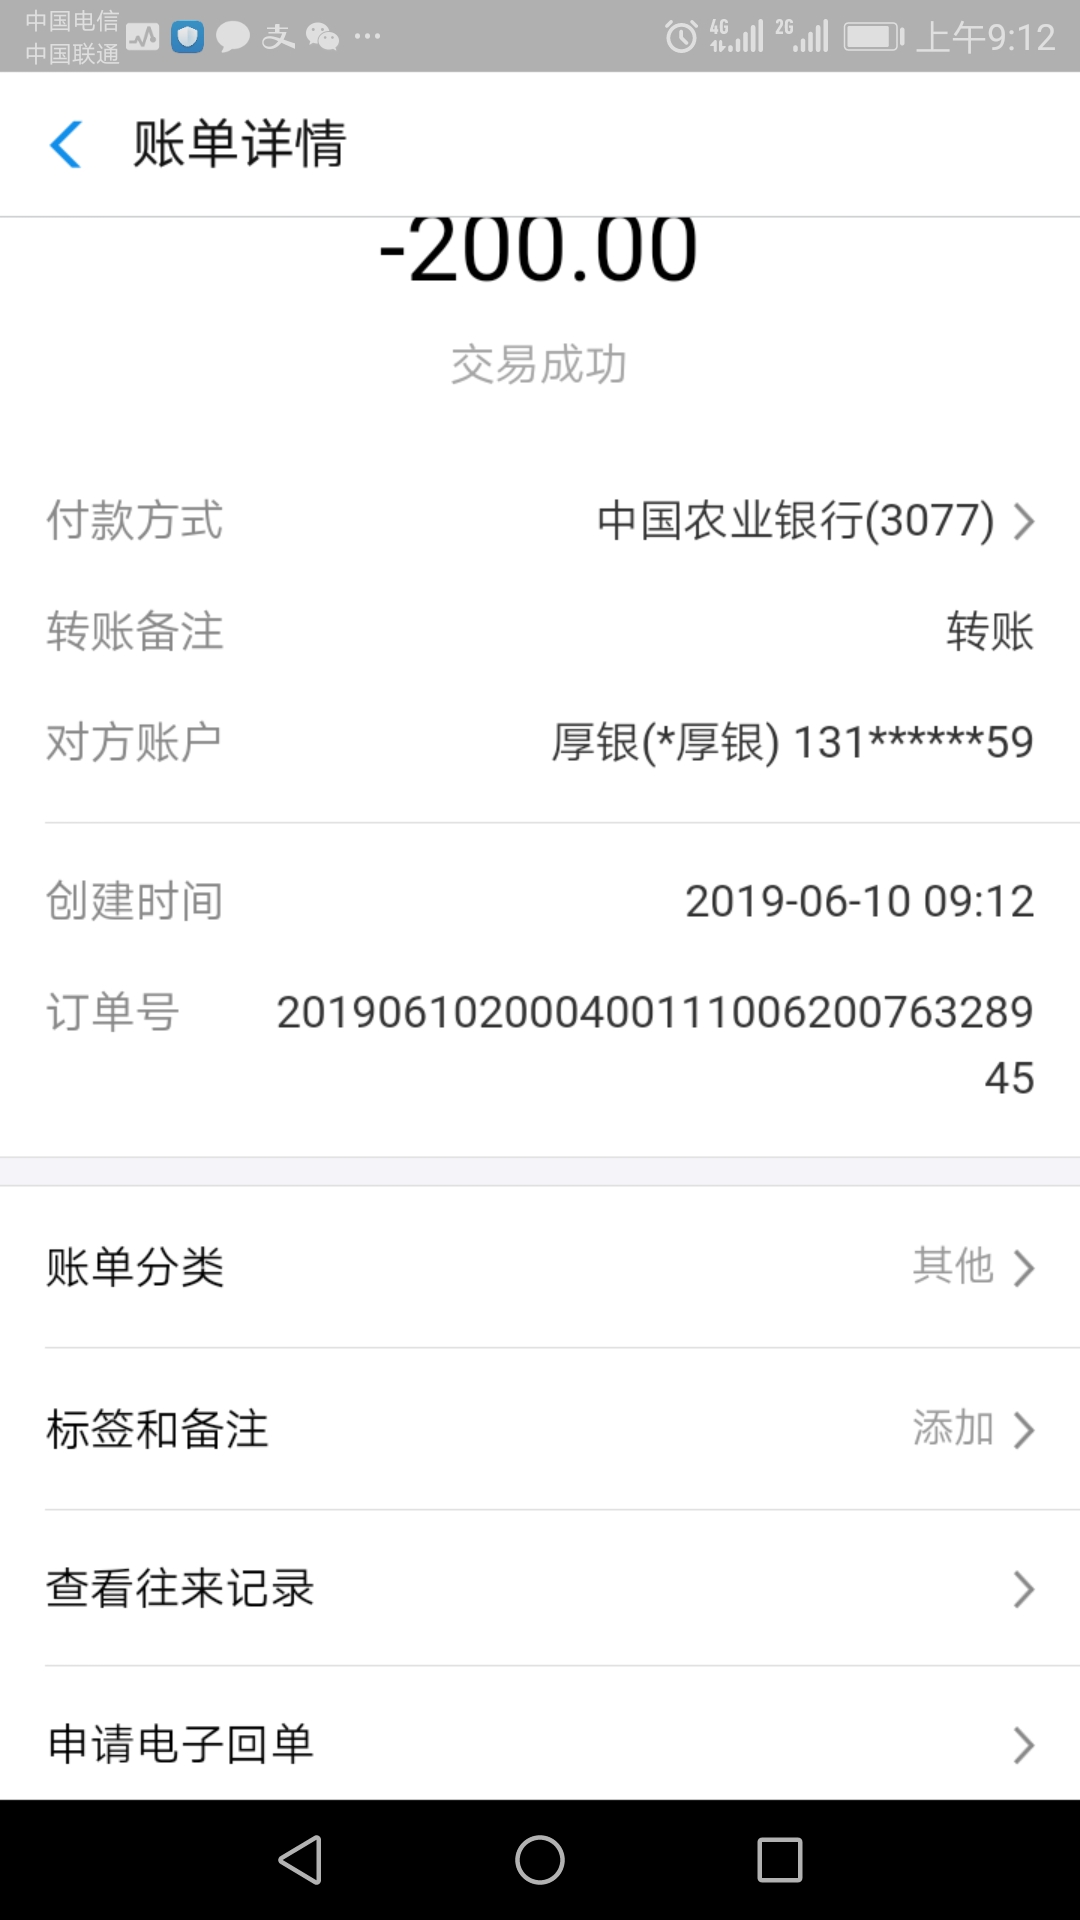 中国电信
中国联通
4G
2G
上午9:12
账单详情
-200.00
交易成功
付款方式
中国农业银行(3077)
转账备注
转账
对方账户
厚银(*厚银) 131******59
创建时间
2019-06-10 09:12
订单号
201906102000400111006200763289
45
账单分类
其他
标签和备注
添加
查看往来记录
申请电子回单